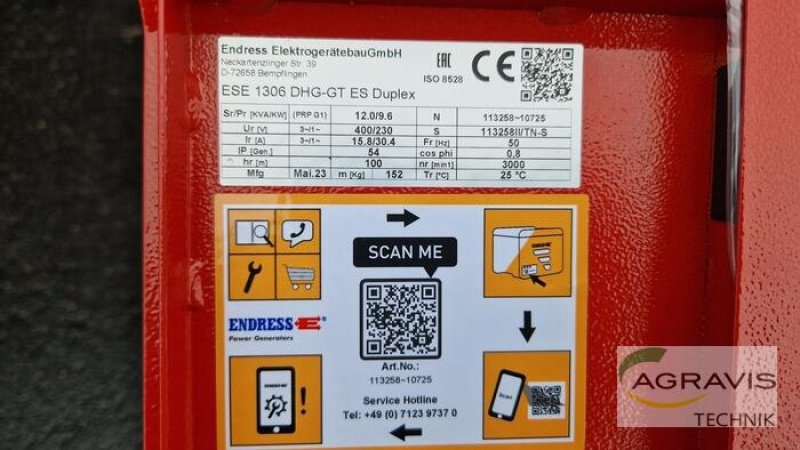 Endress ElektrogerätebauGmbH
Neckartenzlinger Str. 39
D-72658 Bempflingen
EAC
ISO 8528
CE
ESE 1306 DHG-GT ES Duplex
Sr/Pr [KVA/KW] (PRP G1) 12.0/9.6 N 113258~10725
Ur [V] 3~/1~ 400/230 S 113258II/TN-S
Ir [A] 3~/1~ 15.8/30.4 Fr [Hz] 50
IP [Gen.] 54 cos phi 0.8
hr [m] 100 nr [min1] 3000
Mfg Mai.23 m [Kg] 152 Tr [°C] 25 °C
SCAN ME
ENDRESS E ®
Power Generators
Art.No.:
113258~10725
Service Hotline
Tel: +49 (0) 7123 9737 0
Scan
AGRAVIS
TECHNIK